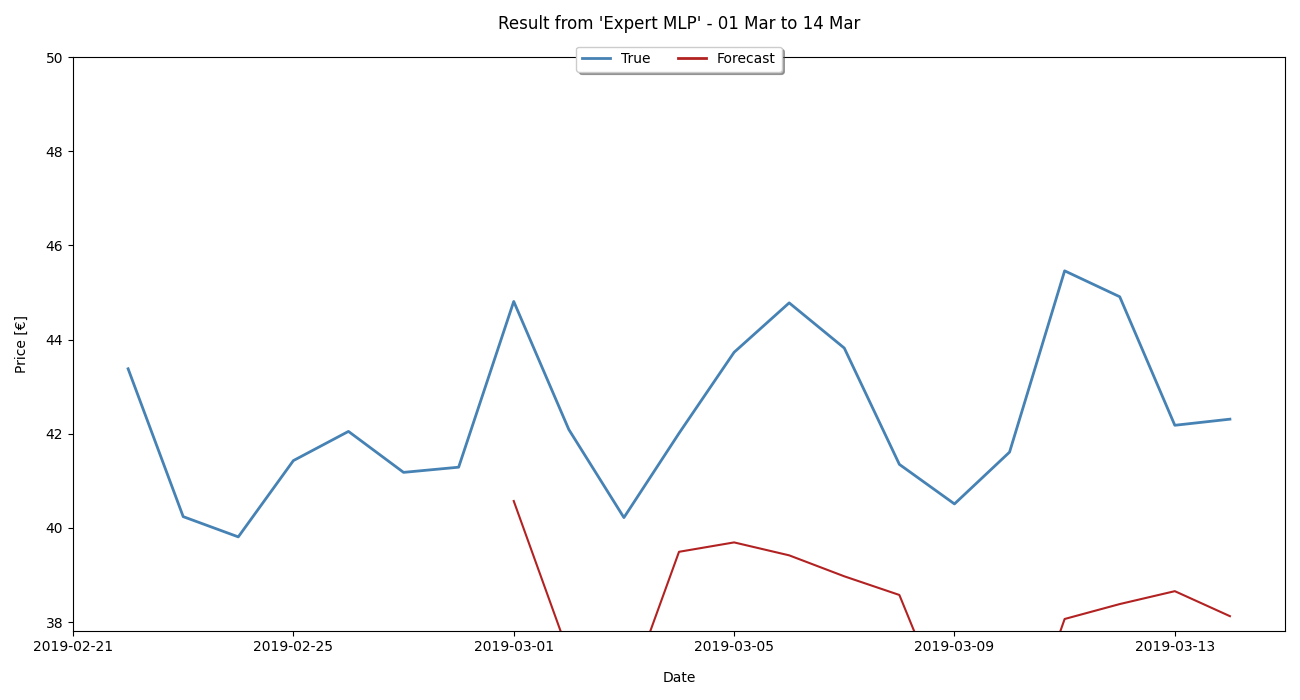 Result from 'Expert MLP' - 01 Mar to 14 Mar
True Forecast
50
48
46
44
42
40
38
Price [€]
2019-02-21 2019-02-25 2019-03-01 2019-03-05 2019-03-09 2019-03-13
Date